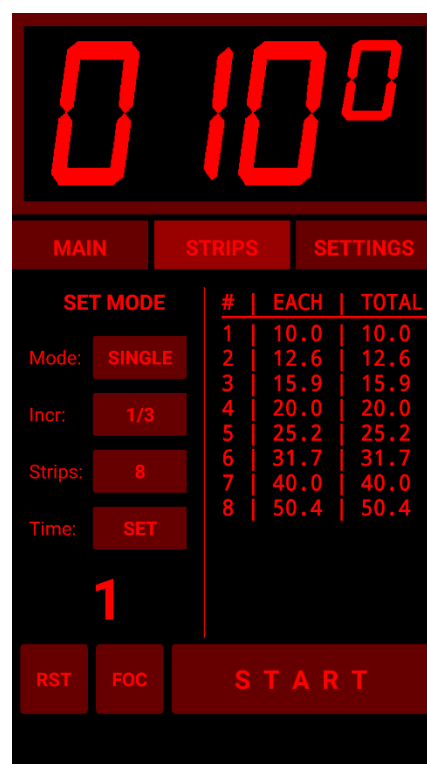 010⁰
MAIN STRIPS SETTINGS
SET MODE
Mode: SINGLE
Incr: 1/3
Strips: 8
Time: SET
1
# | EACH | TOTAL
1 | 10.0 | 10.0
2 | 12.6 | 12.6
3 | 15.9 | 15.9
4 | 20.0 | 20.0
5 | 25.2 | 25.2
6 | 31.7 | 31.7
7 | 40.0 | 40.0
8 | 50.4 | 50.4
RST FOC START